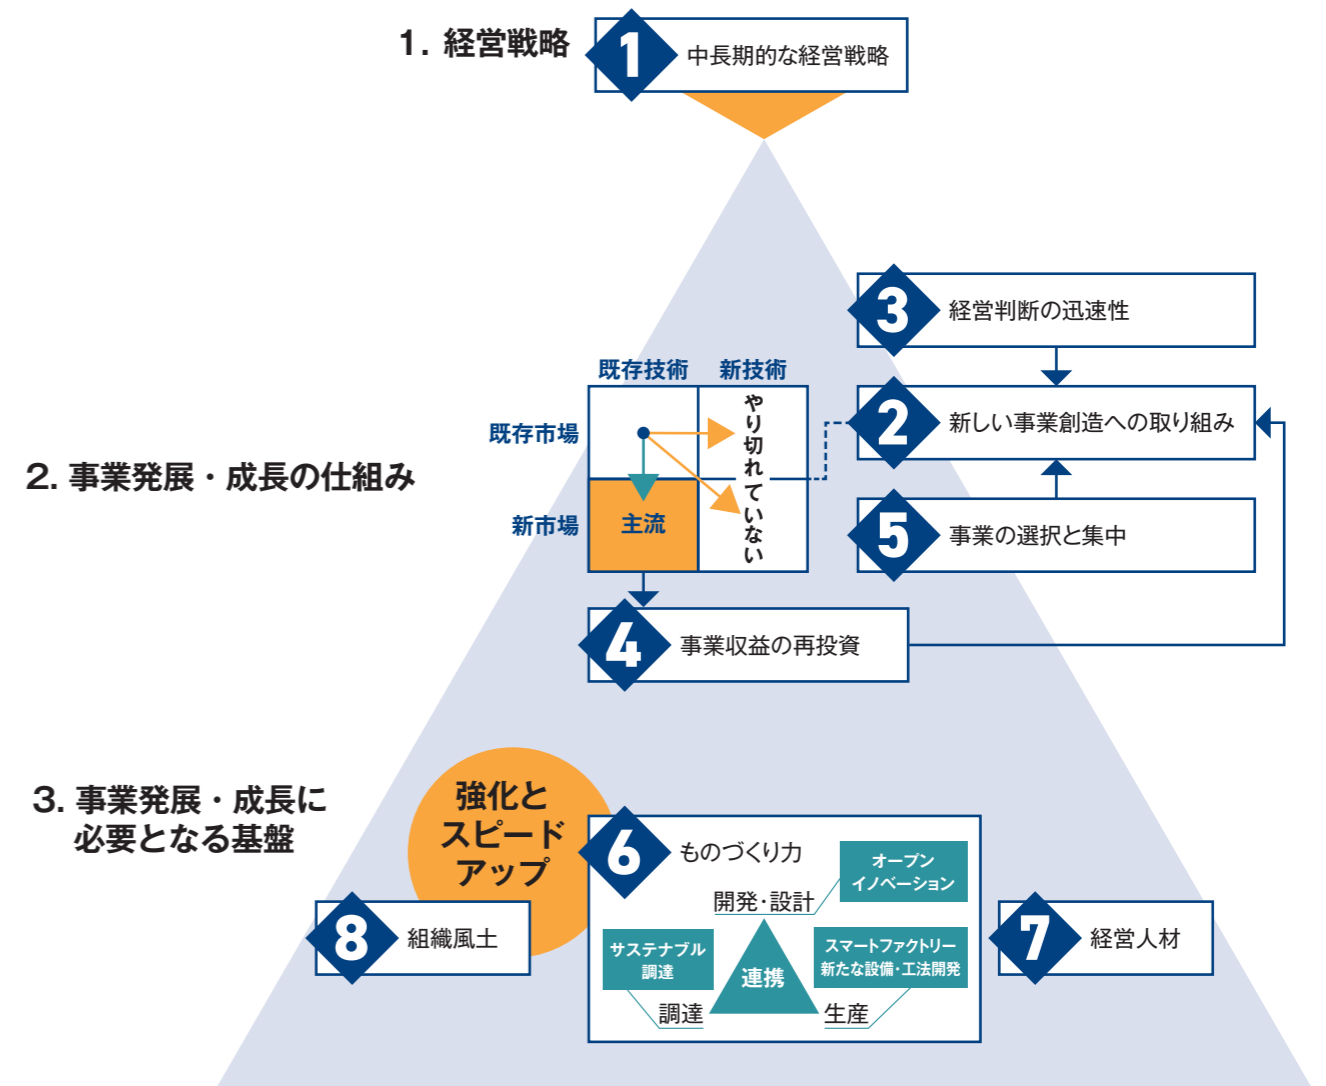 1. 経営戦略
1
中長期的な経営戦略
2. 事業発展・成長の仕組み
既存技術
新技術
既存市場
新市場
主流
やり切れていない
3
経営判断の迅速性
2
新しい事業創造への取り組み
5
事業の選択と集中
4
事業収益の再投資
3. 事業発展・成長に
必要となる基盤
強化と
スピード
アップ
8
組織風土
6
ものづくり力
オープン
イノベーション
開発・設計
サステナブル
調達
連携
スマートファクトリー
新たな設備・工法開発
調達
生産
7
経営人材